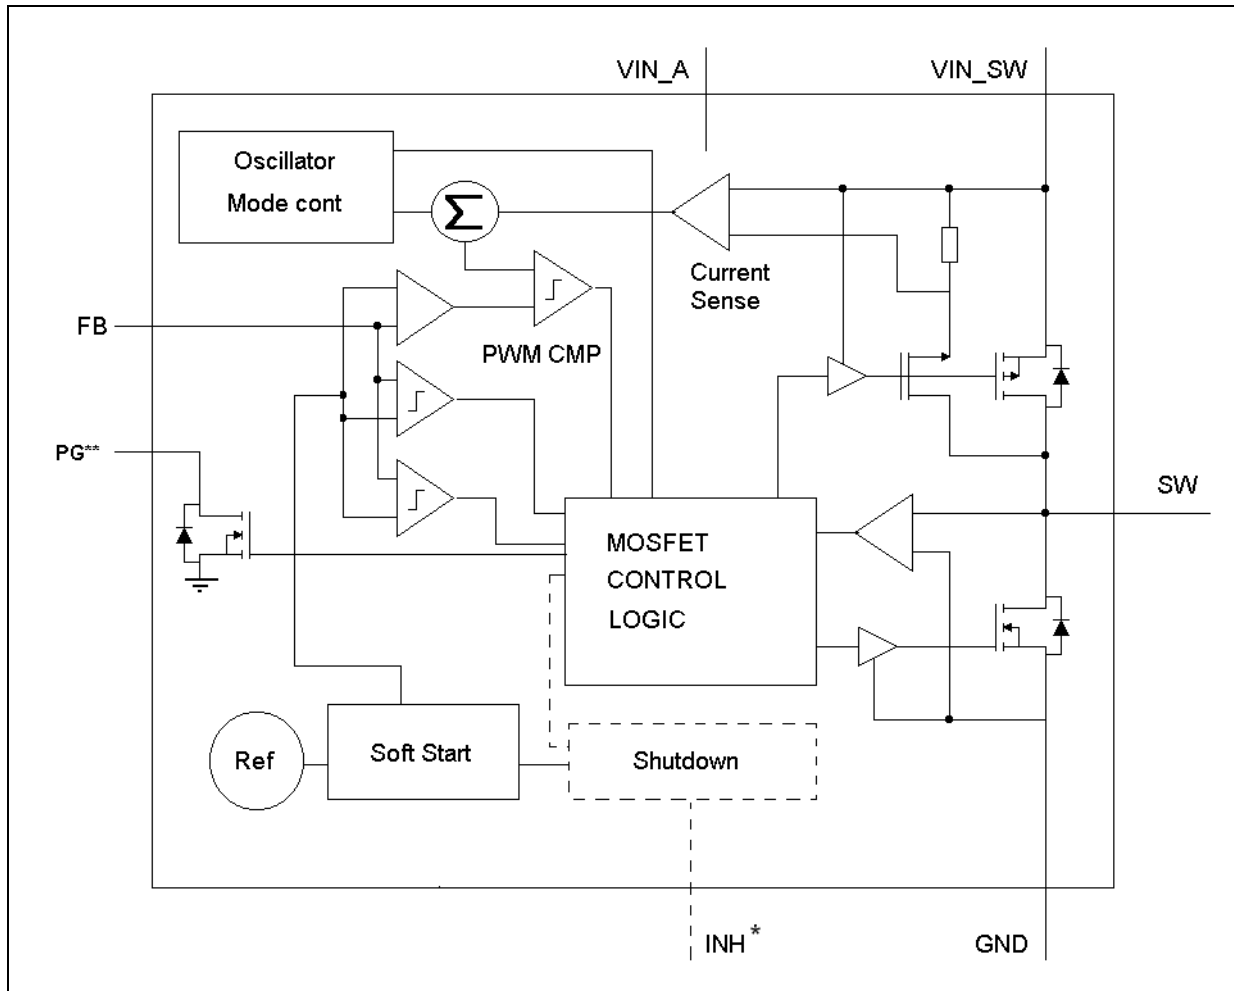 VIN_A
VIN_SW
Oscillator
Mode cont
Σ
Current
Sense
FB
PWM CMP
PG**
SW
MOSFET
CONTROL
LOGIC
Ref
Soft Start
Shutdown
INH*
GND